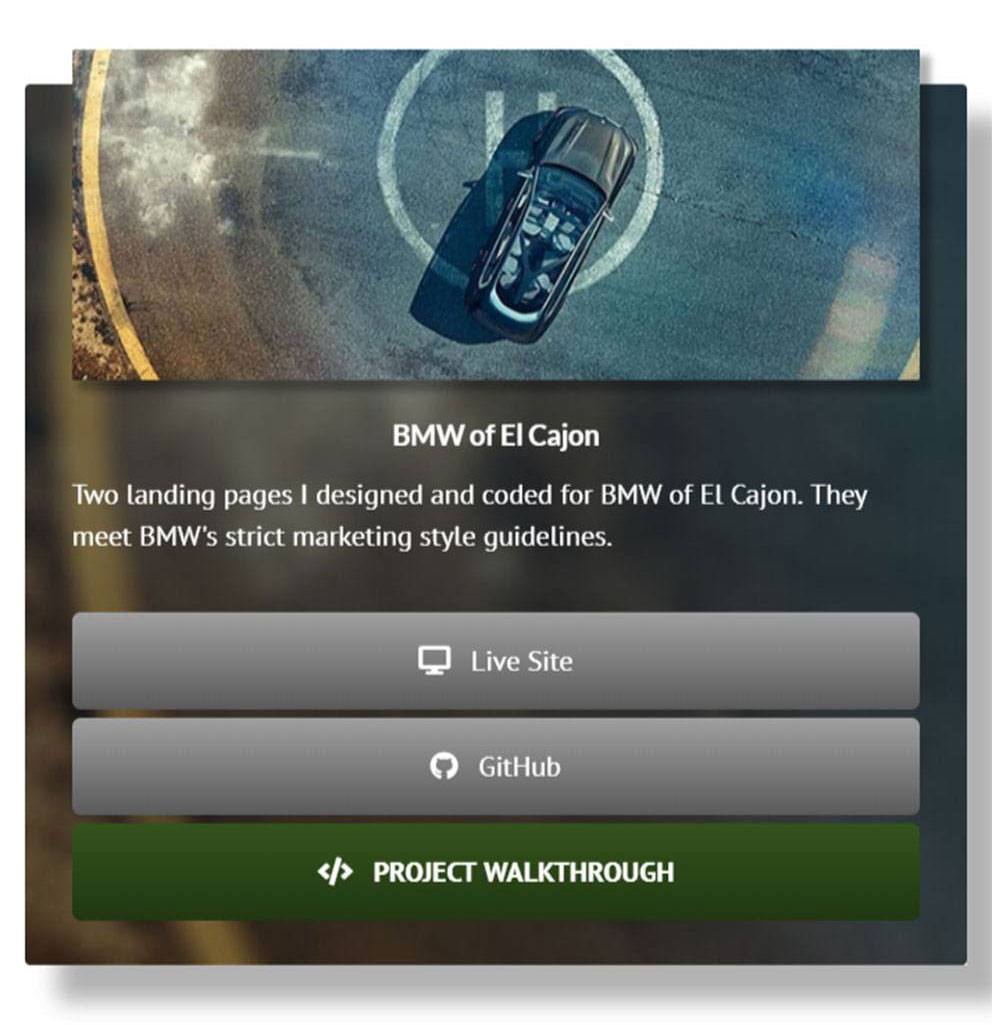 H
BMW of El Cajon
Two landing pages I designed and coded for BMW of El Cajon. They
meet BMW's strict marketing style guidelines.
Live Site
GitHub
</> PROJECT WALKTHROUGH